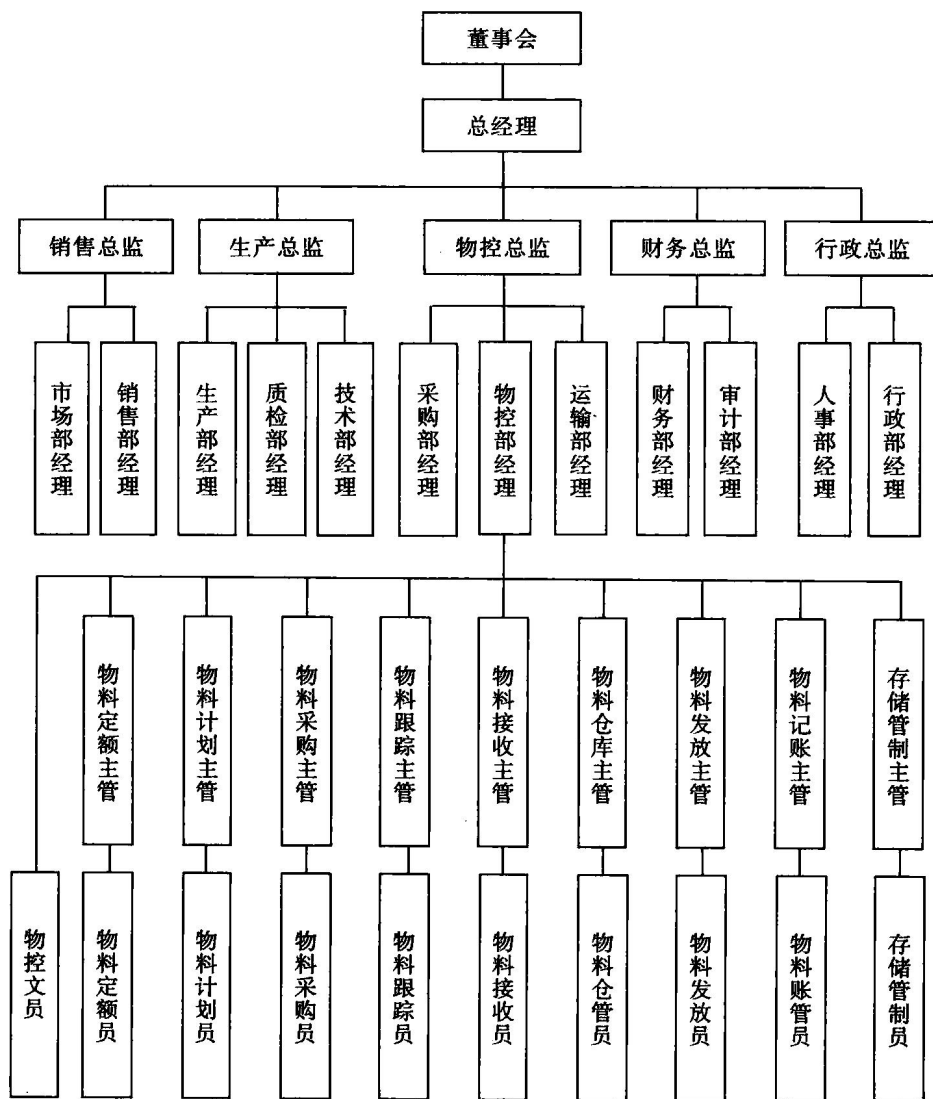 董事会
总经理
销售总监
生产总监
物控总监
财务总监
行政总监
市场部经理
销售部经理
生产部经理
质检部经理
技术部经理
采购部经理
物控部经理
运输部经理
财务部经理
审计部经理
人事部经理
行政部经理
物料定额主管
物料计划主管
物料采购主管
物料跟踪主管
物料接收主管
物料仓库主管
物料发放主管
物料记账主管
存储管制主管
物控文员
物料定额员
物料计划员
物料采购员
物料跟踪员
物料接收员
物料仓管员
物料发放员
物料账管员
存储管制员